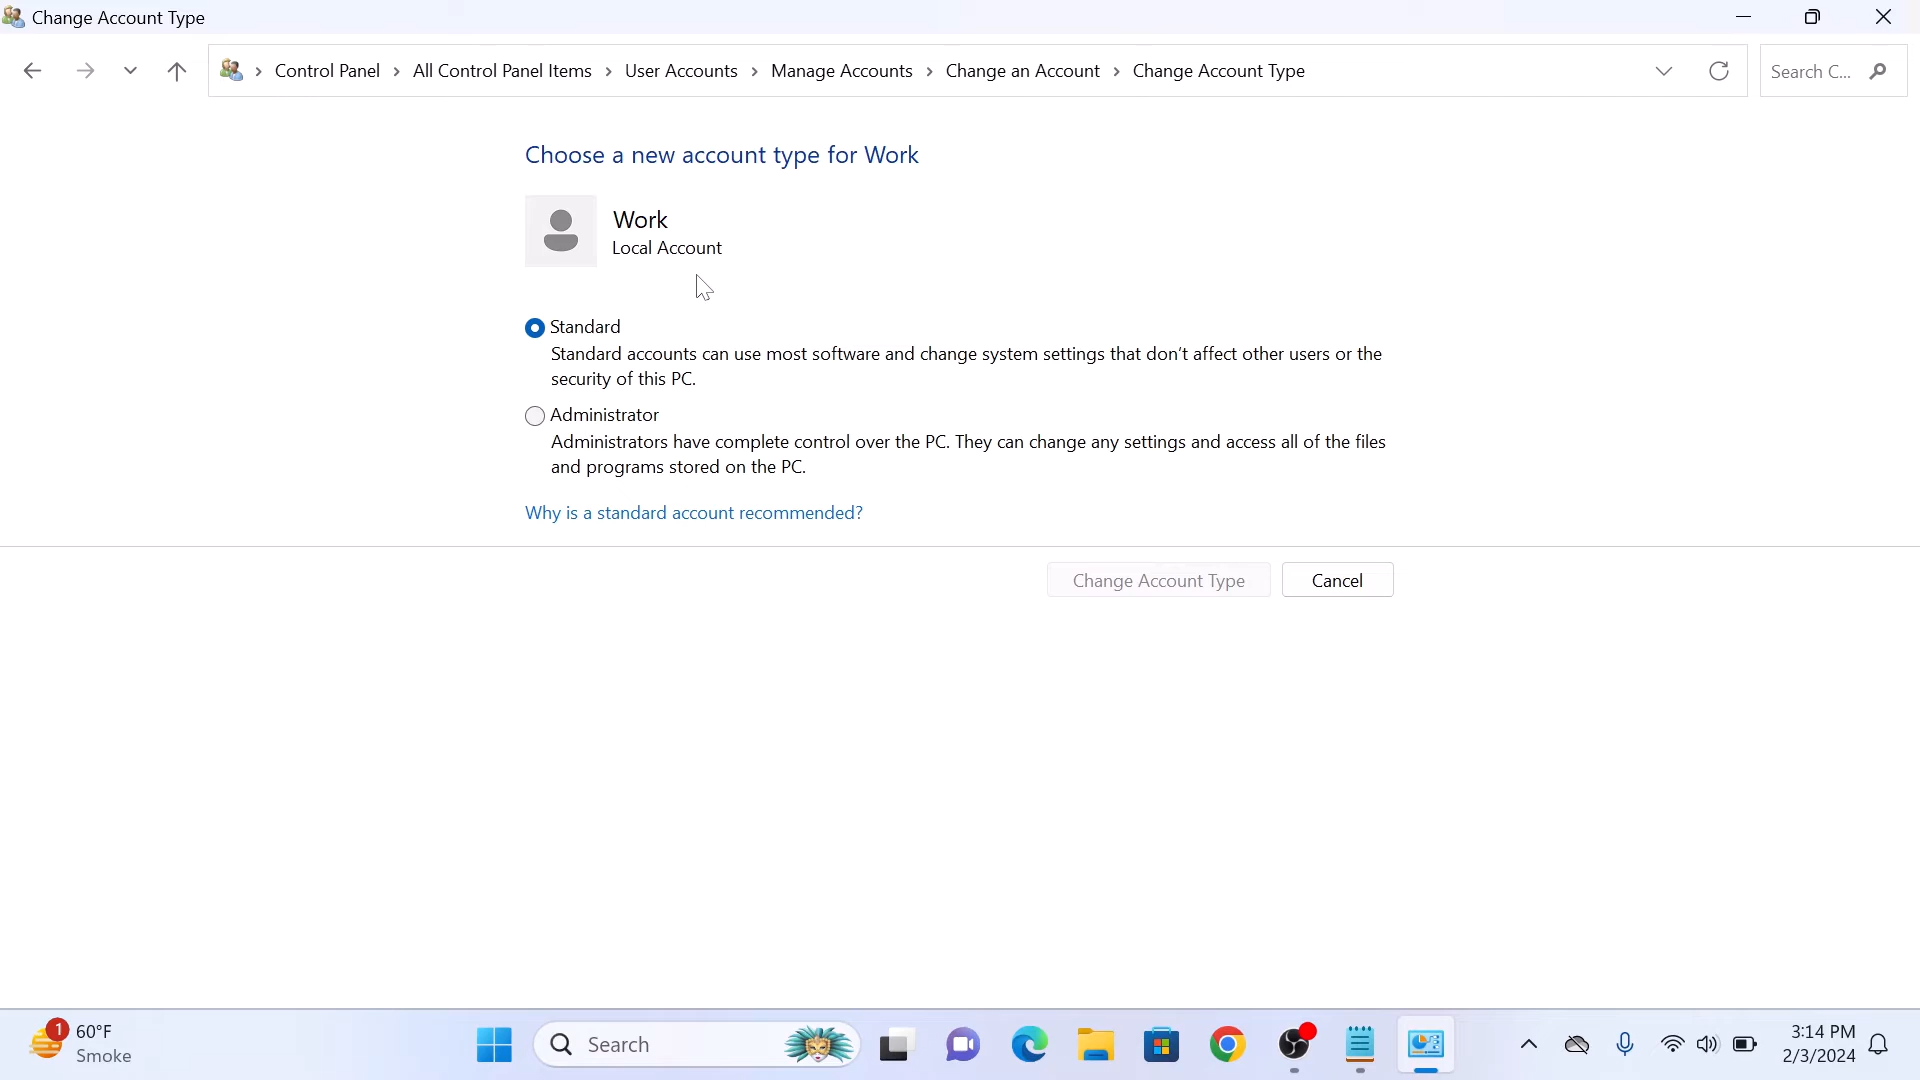 Change Account Type
Control Panel > All Control Panel Items > User Accounts > Manage Accounts > Change an Account > Change Account Type
Search C...
Choose a new account type for Work
Work
Local Account
Standard
Standard accounts can use most software and change system settings that don't affect other users or the
security of this PC.
Administrator
Administrators have complete control over the PC. They can change any settings and access all of the files
and programs stored on the PC.
Why is a standard account recommended?
Change Account Type
Cancel
1
60°F
Smoke
Search
3:14 PM
2/3/2024